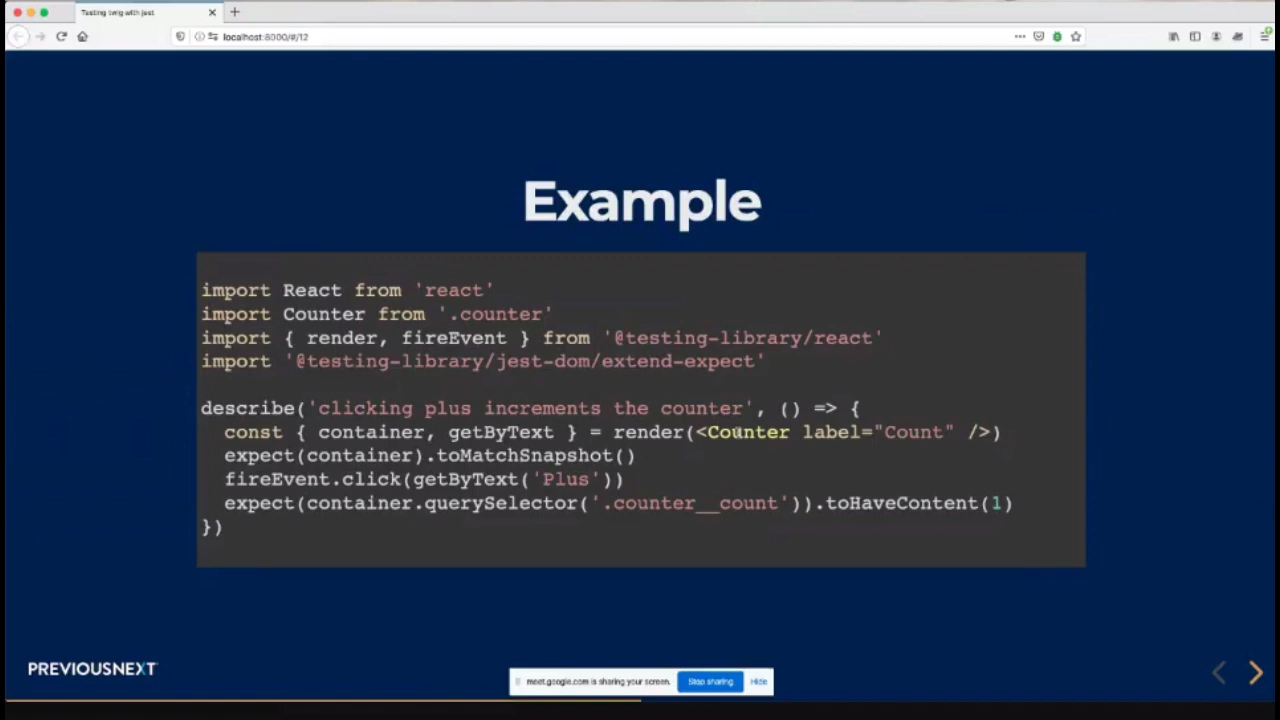 Testing twig with jest
localhost:8000/#/12
Example
import React from 'react'
import Counter from '.counter'
import { render, fireEvent } from '@testing-library/react'
import '@testing-library/jest-dom/extend-expect'
describe('clicking plus increments the counter', () => {
const { container, getByText } = render(<Counter label="Count" />)
expect(container).toMatchSnapshot()
fireEvent.click(getByText('Plus'))
expect(container.querySelector('.counter__count')).toHaveContent(1)
})
PREVIOUSNEXT
meet.google.com is sharing your screen. Stop sharing Hide